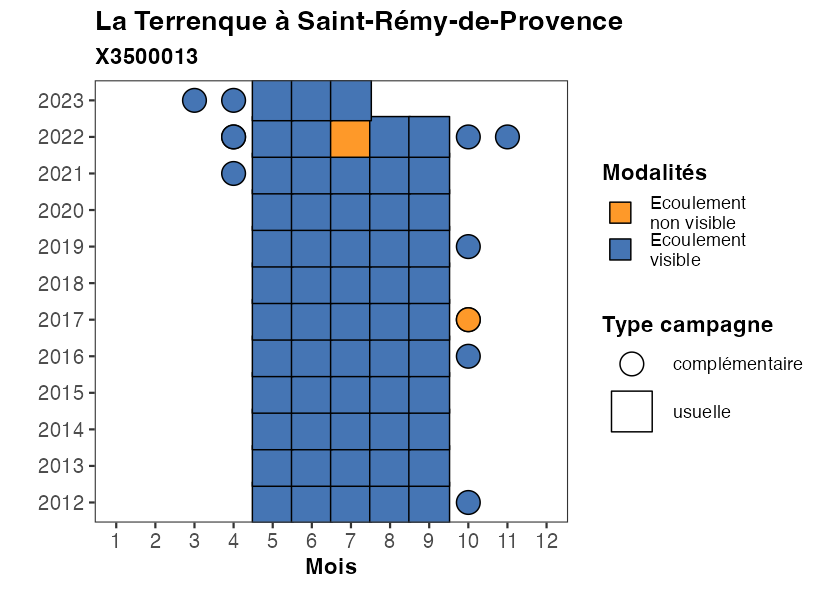 La Terrenque à Saint-Rémy-de-Provence
X3500013
2023
2022
2021
2020
2019
2018
2017
2016
2015
2014
2013
2012
1 2 3 4 5 6 7 8 9 10 11 12
Mois
Modalités
Ecoulement
non visible
Ecoulement
visible
Type campagne
complémentaire
usuelle